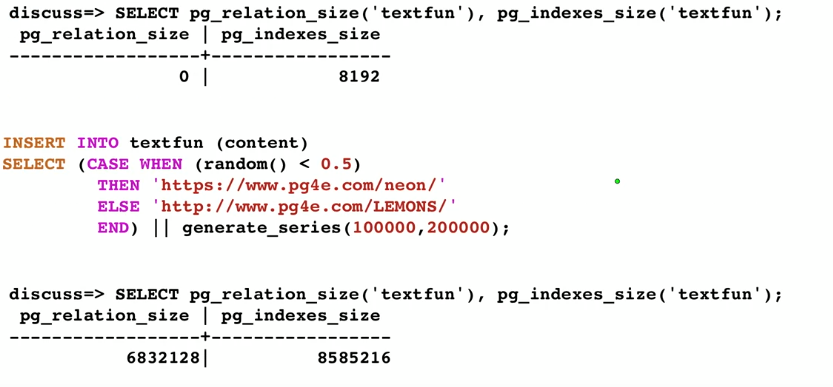 discuss=> SELECT pg_relation_size('textfun'), pg_indexes_size('textfun');
pg_relation_size | pg_indexes_size
------------------+-----------------
0 | 8192
INSERT INTO textfun (content)
SELECT (CASE WHEN (random() < 0.5)
THEN 'https://www.pg4e.com/neon/'
ELSE 'http://www.pg4e.com/LEMONS/'
END) || generate_series(100000,200000);
discuss=> SELECT pg_relation_size('textfun'), pg_indexes_size('textfun');
pg_relation_size | pg_indexes_size
------------------+-----------------
6832128| 8585216